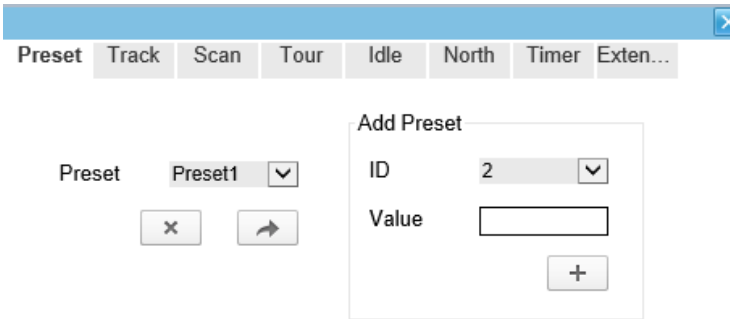 Preset Track Scan Tour Idle North Timer Exten...
Add Preset
Preset Preset1
ID 2
Value